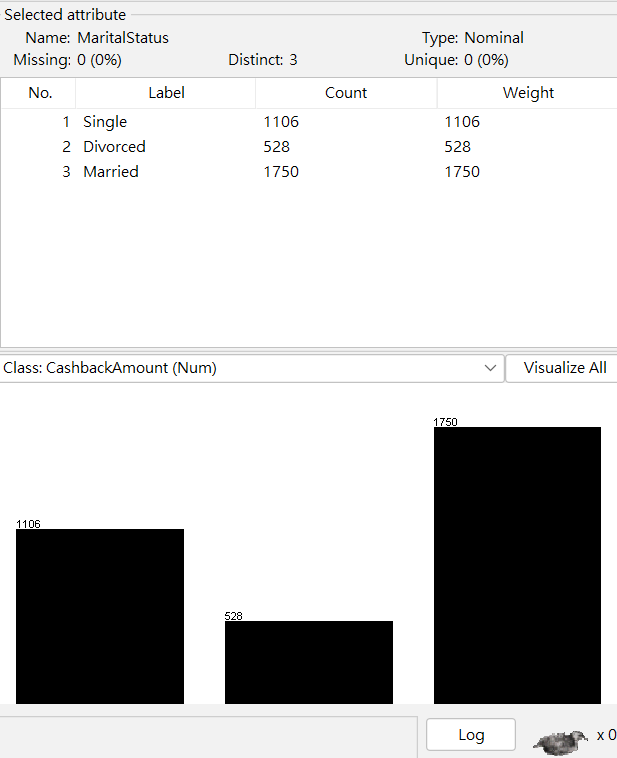 Selected attribute
Name: MaritalStatus Type: Nominal
Missing: 0 (0%) Distinct: 3 Unique: 0 (0%)
No. Label Count Weight
1 Single 1106 1106
2 Divorced 528 528
3 Married 1750 1750
Class: CashbackAmount (Num) Visualize All
1750
1106
528
Log x 0